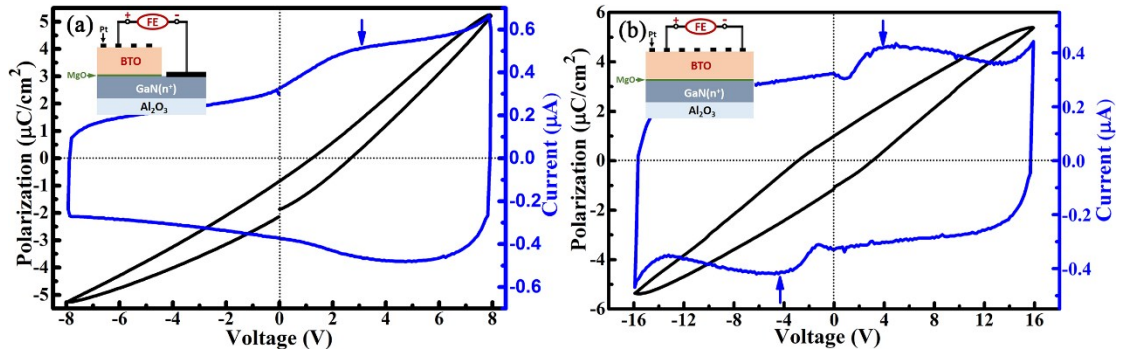 (a)
+ FE -
Pt
BTO
MgO
GaN(n⁺)
Al₂O₃
Polarization (μC/cm²)
5
4
3
2
1
0
-1
-2
-3
-4
-5
-8 -6 -4 -2 0 2 4 6 8
Voltage (V)
0.6
0.4
0.2
0.0
-0.2
-0.4
-0.6
Current (μA)
(b)
+ FE -
Pt
BTO
MgO
GaN(n⁺)
Al₂O₃
Polarization (μC/cm²)
6
4
2
0
-2
-4
-6
-16 -12 -8 -4 0 4 8 12 16
Voltage (V)
0.4
0.2
0.0
-0.2
-0.4
Current (μA)